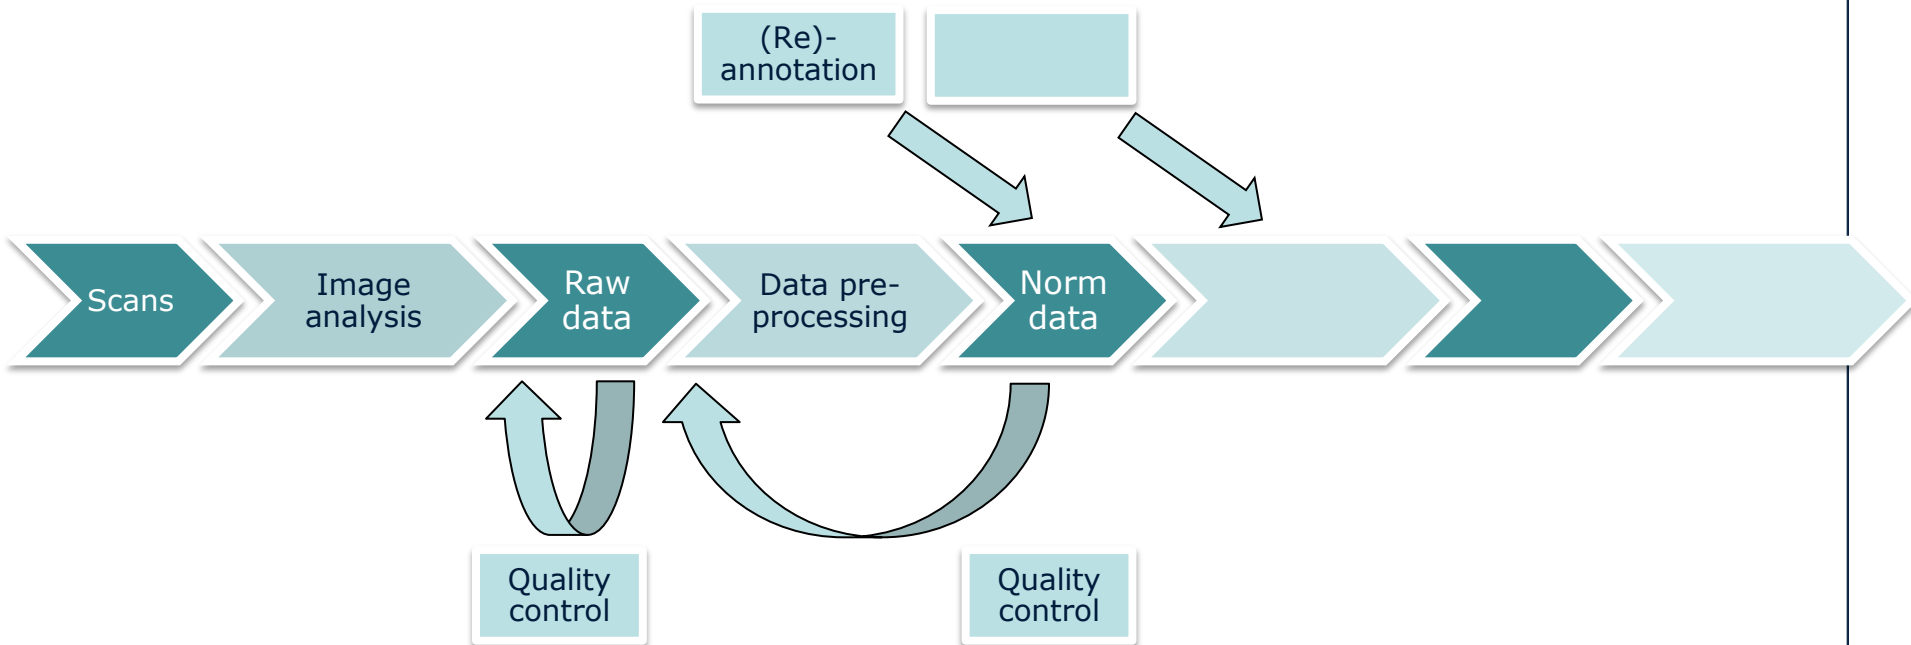 (Re)-
annotation
Scans
Image
analysis
Raw
data
Data pre-
processing
Norm
data
Quality
control
Quality
control